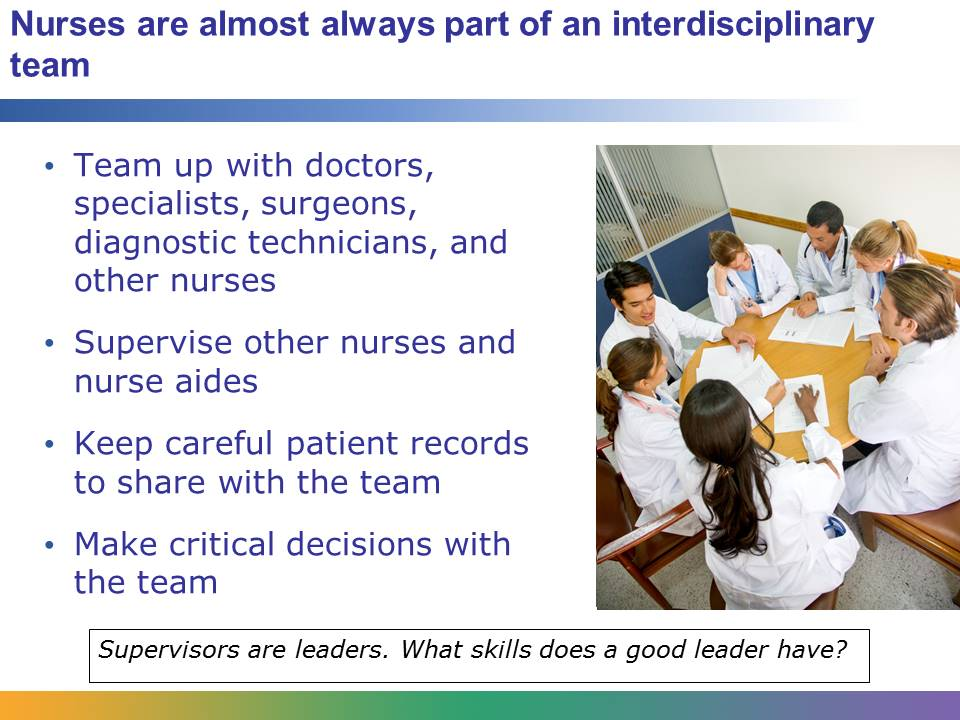 Nurses are almost always part of an interdisciplinary
team
• Team up with doctors,
specialists, surgeons,
diagnostic technicians, and
other nurses
• Supervise other nurses and
nurse aides
• Keep careful patient records
to share with the team
• Make critical decisions with
the team
Supervisors are leaders. What skills does a good leader have?